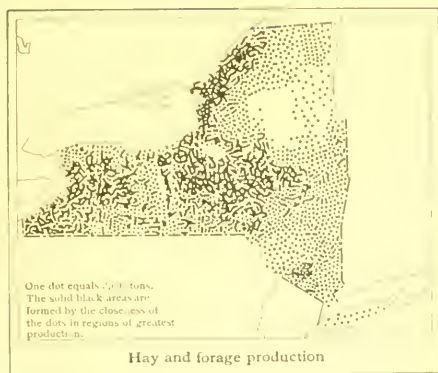 One dot equals tons.
The solid black areas are
formed by the closeness of
the dots in regions of greatest
production.
Hay and forage production